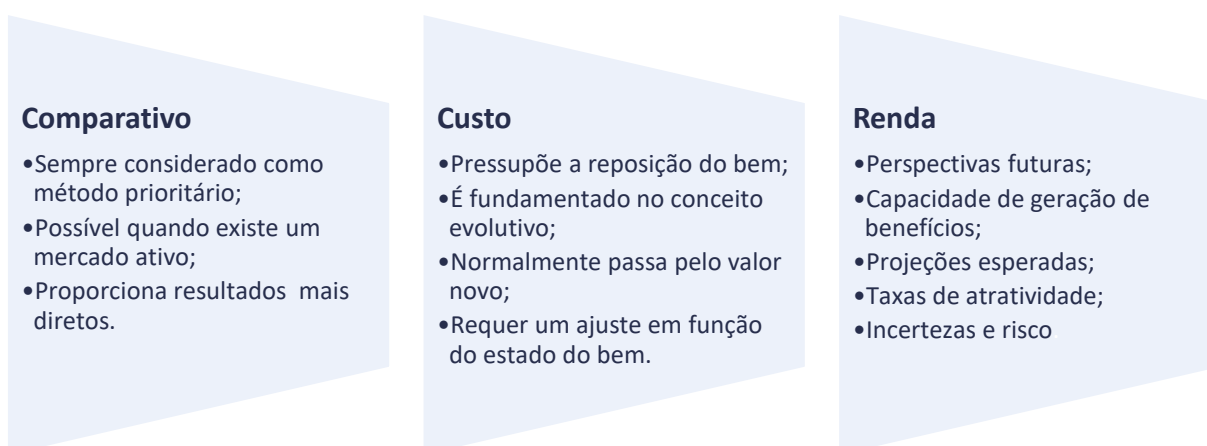 Comparativo
•Sempre considerado como
método prioritário;
•Possível quando existe um
mercado ativo;
•Proporciona resultados  mais
diretos.
Custo
•Pressupõe a reposição do bem;
•É fundamentado no conceito
evolutivo;
•Normalmente passa pelo valor
novo;
•Requer um ajuste em função
do estado do bem.
Renda
•Perspectivas futuras;
•Capacidade de geração de
benefícios;
•Projeções esperadas;
•Taxas de atratividade;
•Incertezas e risco